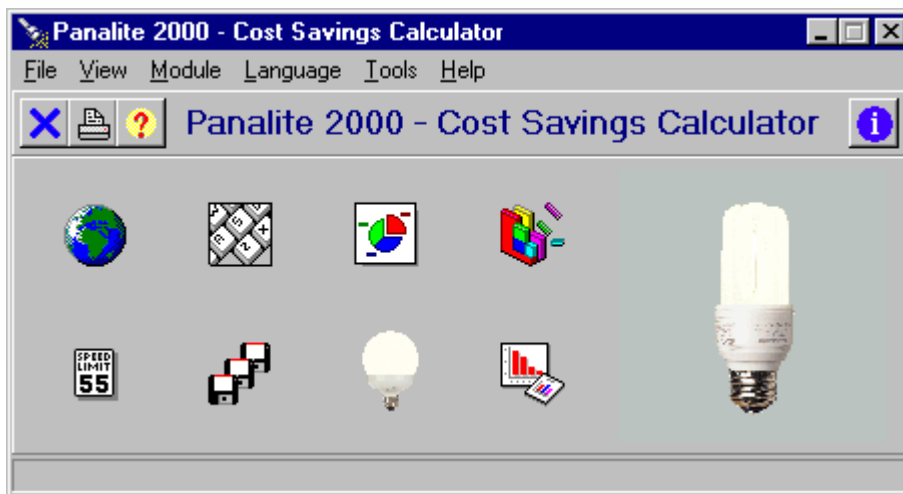 Panalite 2000 - Cost Savings Calculator
File View Module Language Tools Help
Panalite 2000 - Cost Savings Calculator
SPEED
LIMIT
55